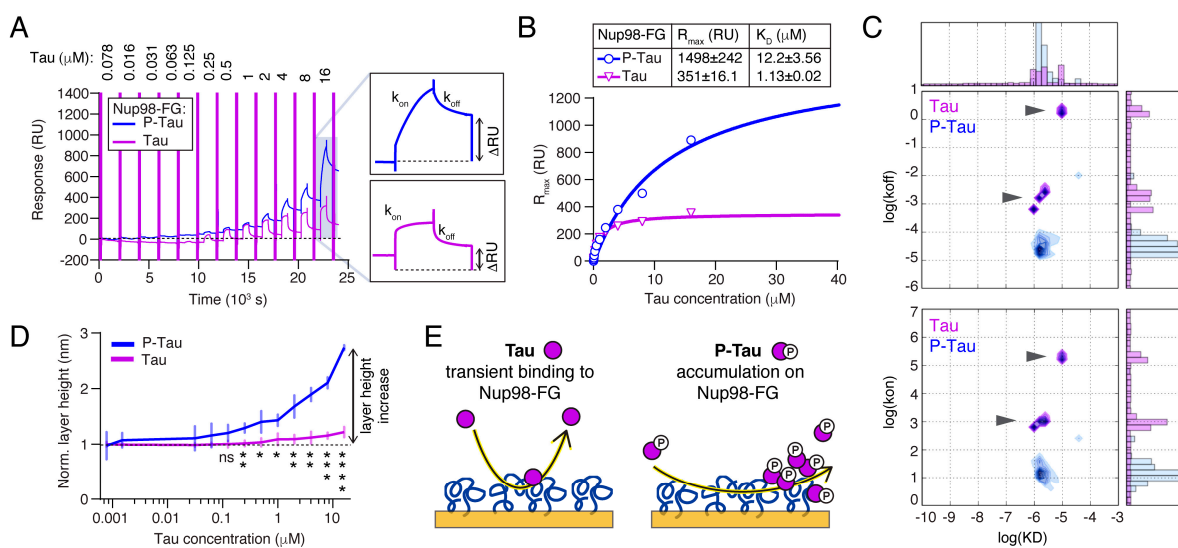 A
Tau (μM):
0.078
0.016
0.031
0.063
0.125
0.25
0.5
1
2
4
8
16
Nup98-FG:
P-Tau
Tau
Response (RU)
1400
1200
1000
800
600
400
200
0
-200
0
5
10
15
20
25
Time (10³ s)
kon
koff
ΔRU
kon
koff
ΔRU
B
Nup98-FG Rmax (RU) KD (μM)
P-Tau 1498±242 12.2±3.56
Tau 351±16.1 1.13±0.02
Rmax (RU)
1200
1000
800
600
400
200
0
0
10
20
30
40
Tau concentration (μM)
C
Tau
P-Tau
log(koff)
1
0
-1
-2
-3
-4
-5
-6
Tau
P-Tau
log(kon)
7
6
5
4
3
2
1
0
-10 -9 -8 -7 -6 -5 -4 -3
log(KD)
D
P-Tau
Tau
Norm. layer height (nm)
3
2
1
0
layer height
increase
ns
*
*
*
*
*
*
*
*
*
*
*
*
*
*
0.001
0.01
0.1
1
10
Tau concentration (μM)
E
Tau
transient binding to
Nup98-FG
P-Tau
P
accumulation on
Nup98-FG
P
P
P
P
P
P
P
P